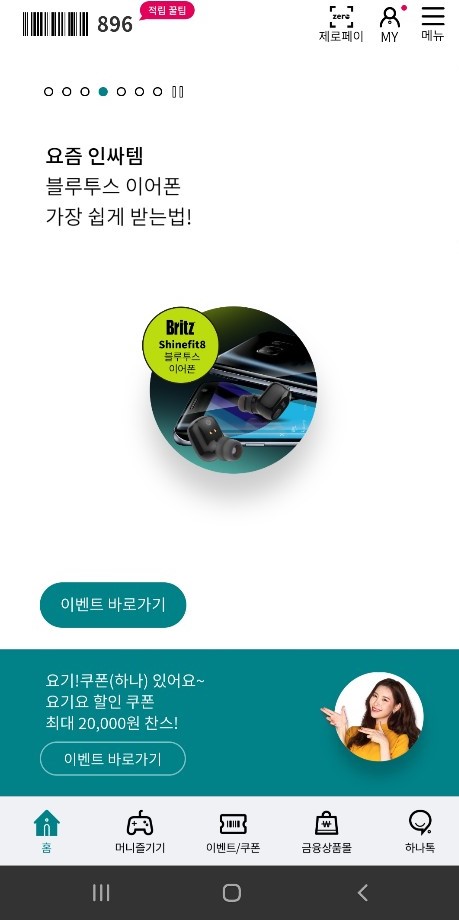 896
적립 꿀팁
zero
제로페이
MY
메뉴
요즘 인싸템
블루투스 이어폰
가장 쉽게 받는법!
Britz
Shinefit8
블루투스
이어폰
이벤트 바로가기
요기!쿠폰(하나) 있어요~
요기요 할인 쿠폰
최대 20,000원 찬스!
이벤트 바로가기
홈
머니즐기기
이벤트/쿠폰
금융상품몰
하나톡